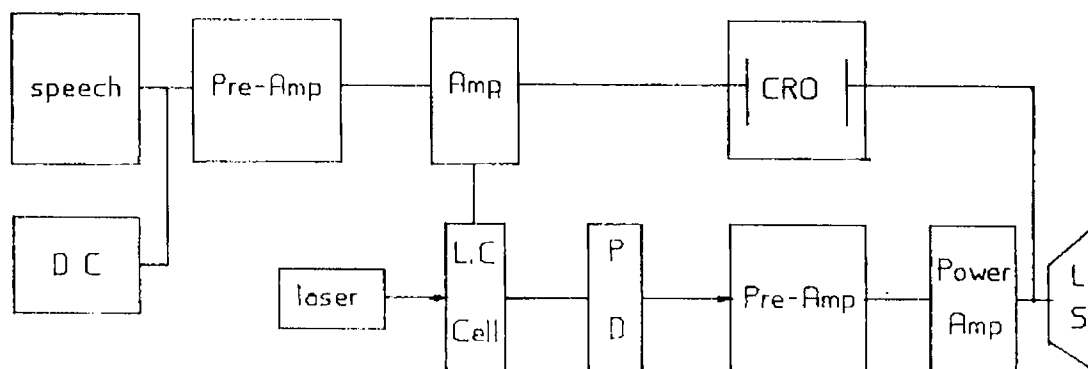 speech
Pre-Amp
Amp
CRO
D C
laser
L.C
Cell
P
D
Pre-Amp
Power
Amp
L
S